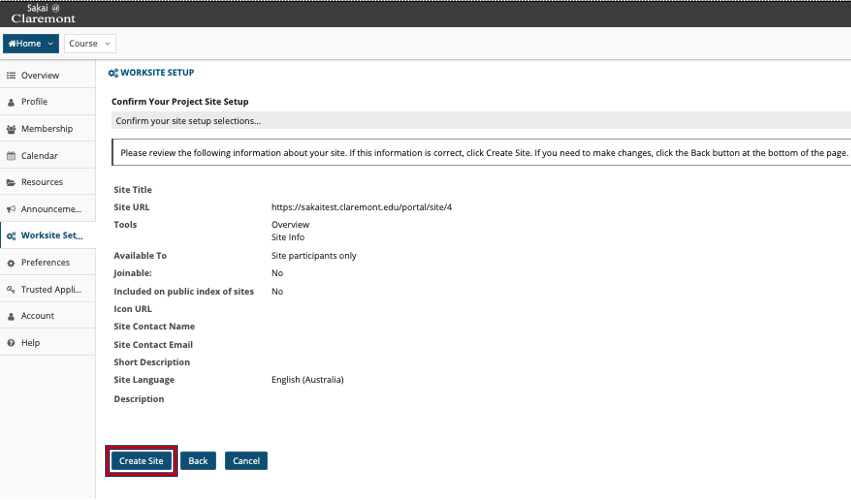 Sakai @
Claremont
Home
Course
Overview
Profile
Membership
Calendar
Resources
Announceme...
Worksite Set...
Preferences
Trusted Appli...
Account
Help
WORKSITE SETUP
Confirm Your Project Site Setup
Confirm your site setup selections...
Please review the following information about your site. If this information is correct, click Create Site. If you need to make changes, click the Back button at the bottom of the page.
Site Title
Site URL https://sakaitest.claremont.edu/portal/site/4
Tools Overview
Site Info
Available To Site participants only
Joinable: No
Included on public index of sites No
Icon URL
Site Contact Name
Site Contact Email
Short Description
Site Language English (Australia)
Description
Create Site Back Cancel